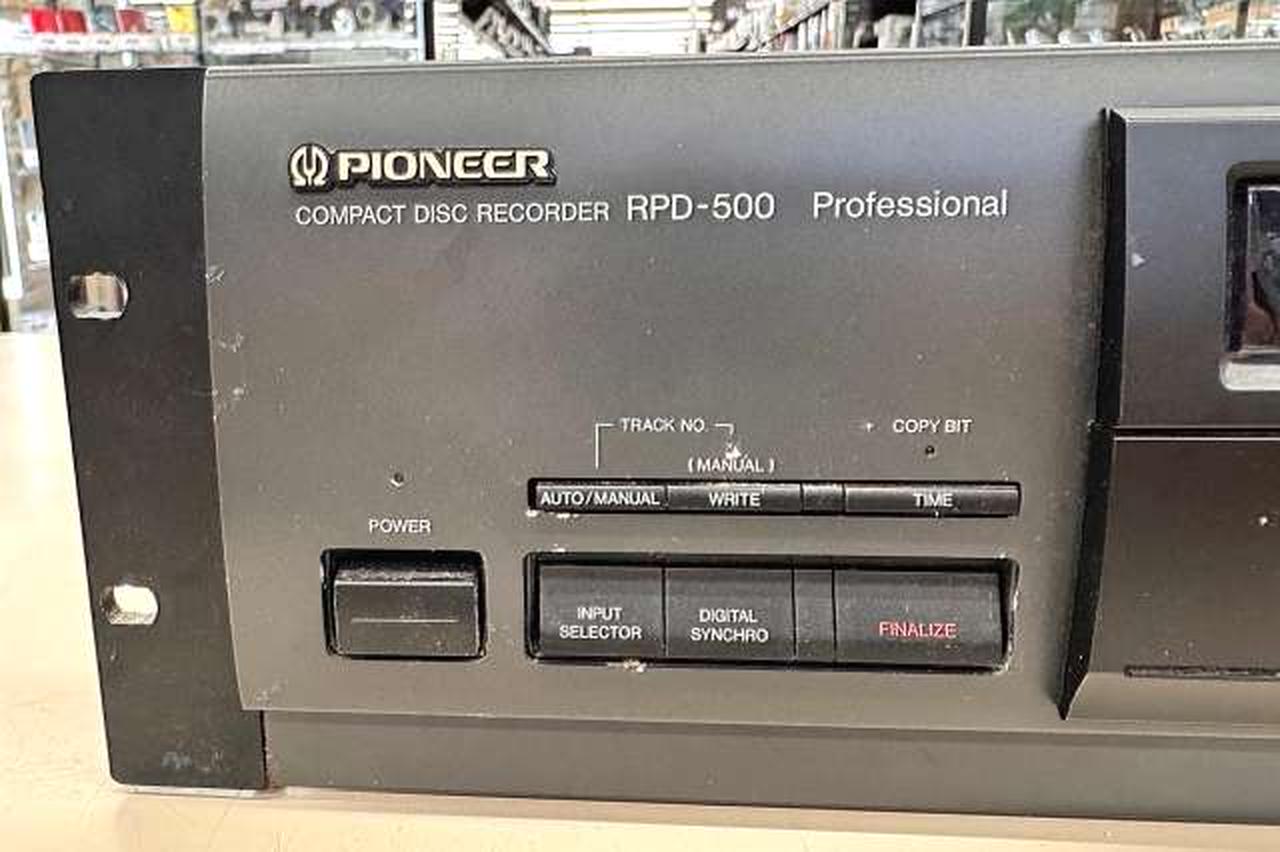 PIONEER
COMPACT DISC RECORDER RPD-500 Professional
TRACK NO.
COPY BIT
(MANUAL)
AUTO/MANUAL WRITE TIME
POWER
INPUT SELECTOR
DIGITAL SYNCHRO
FINALIZE